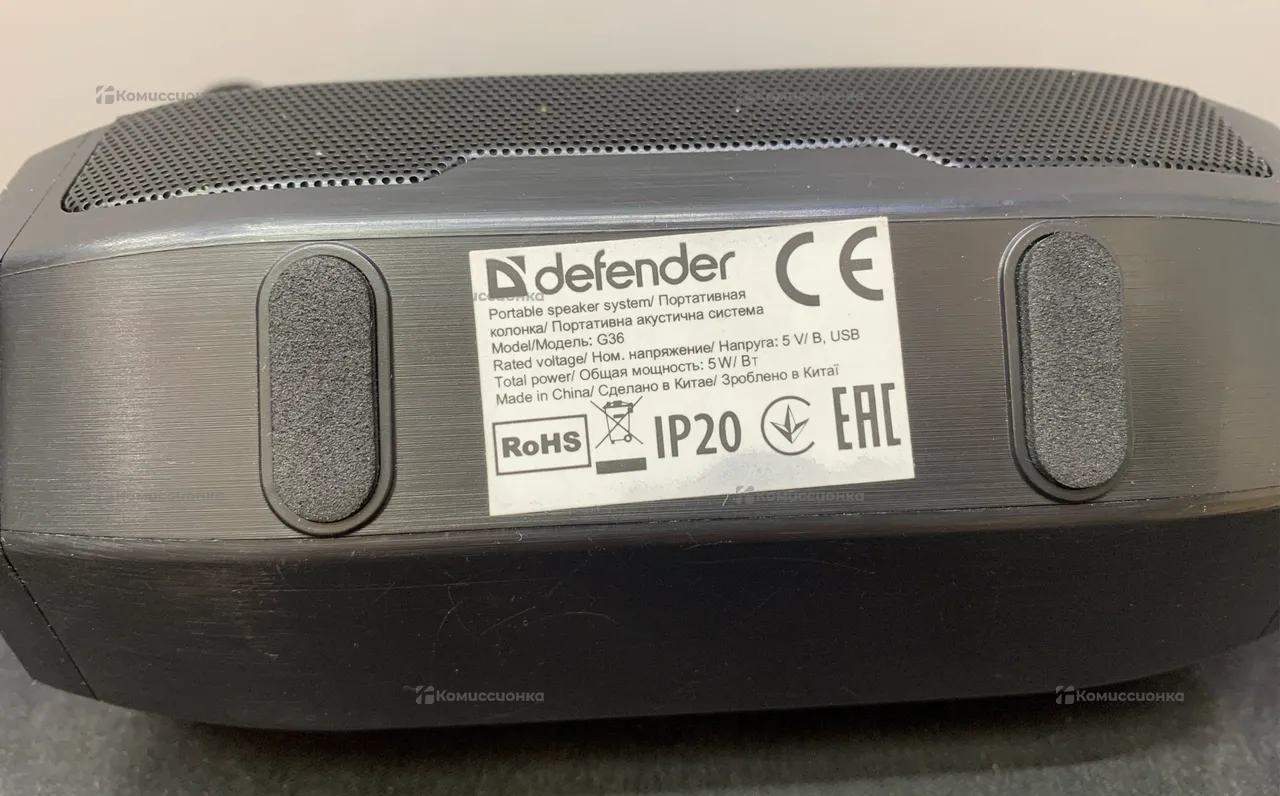 Комиссион
defender
CE
Portable speaker system/ Портативная
колонка/ Портативна акустична система
Model/Модель: G36
Rated voltage/ Ном. напряжение/ Напруга: 5 V/ В, USB
Total power/ Общая мощность: 5W/ Вт
Made in China/ Сделано в Китае/ Зроблено в Китаї
RoHS IP20 EAC
Комиссионка
Комиссионка
Комиссионка